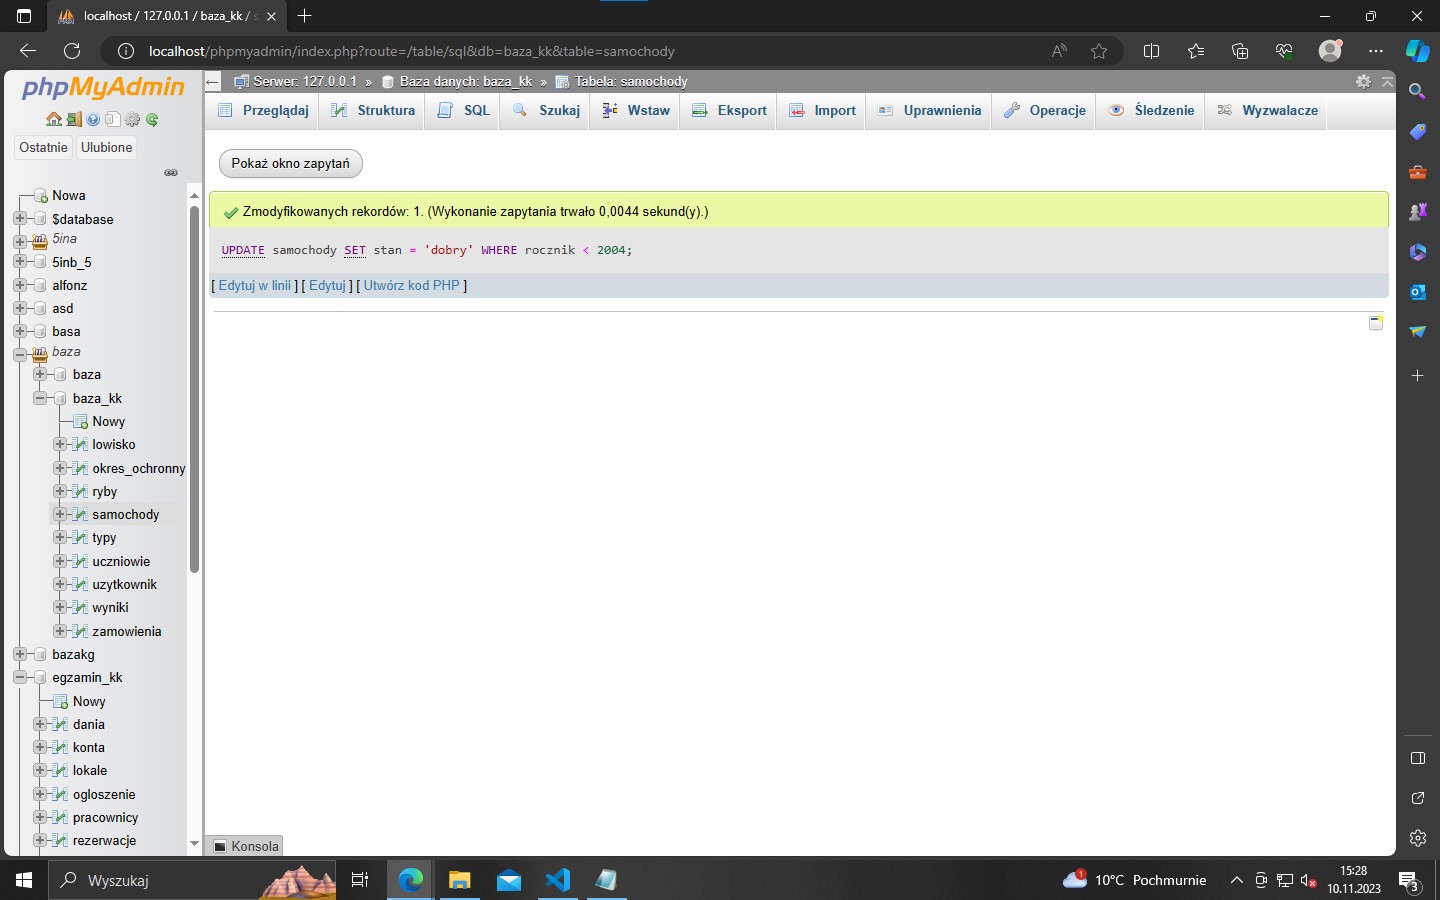 localhost / 127.0.0.1 / baza_kk / s
localhost/phpmyadmin/index.php?route=/table/sql&db=baza_kk&table=samochody
phpMyAdmin
Ostatnie Ulubione
Nowa
$database
5ina
5inb_5
alfonz
asd
basa
baza
baza
baza_kk
Nowy
lowisko
okres_ochronny
ryby
samochody
typy
uczniowie
uzytkownik
wyniki
zamowienia
bazakg
egzamin_kk
Nowy
dania
konta
lokale
ogloszenie
pracownicy
rezerwacje
Serwer: 127.0.0.1 » Baza danych: baza_kk » Tabela: samochody
Przeglądaj Struktura SQL Szukaj Wstaw Eksport Import Uprawnienia Operacje Śledzenie Wyzwalacze
Pokaż okno zapytań
Zmodyfikowanych rekordów: 1. (Wykonanie zapytania trwało 0,0044 sekund(y).)
UPDATE samochody SET stan = 'dobry' WHERE rocznik < 2004;
[ Edytuj w linii ] [ Edytuj ] [ Utwórz kod PHP ]
Konsola
Wyszukaj
1
10°C Pochmurnie
15:28
10.11.2023
3